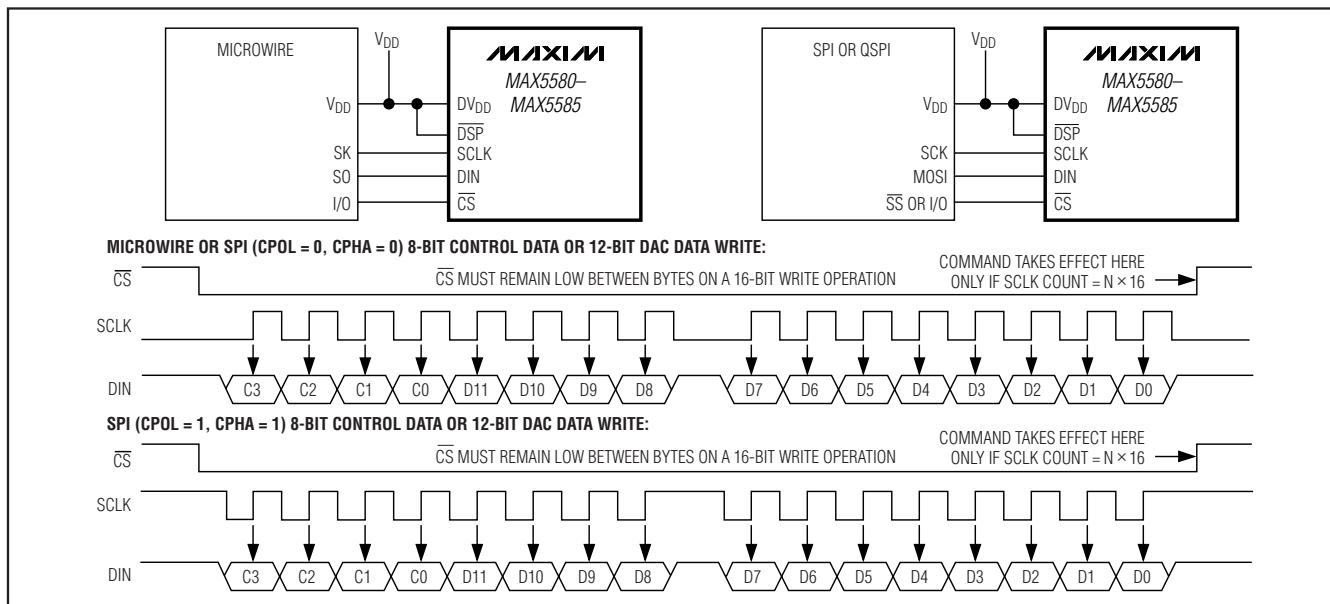 MICROWIRE
VDD
VDD
SK
SO
I/O
MAXIM
MAX5580–
MAX5585
DVDD
DSP
SCLK
DIN
CS
SPI OR QSPI
VDD
VDD
SCK
MOSI
SS OR I/O
MAXIM
MAX5580–
MAX5585
DVDD
DSP
SCLK
DIN
CS
MICROWIRE OR SPI (CPOL = 0, CPHA = 0) 8-BIT CONTROL DATA OR 12-BIT DAC DATA WRITE:
CS
CS MUST REMAIN LOW BETWEEN BYTES ON A 16-BIT WRITE OPERATION
COMMAND TAKES EFFECT HERE
ONLY IF SCLK COUNT = N × 16
SCLK
DIN
C3 C2 C1 C0 D11 D10 D9 D8 D7 D6 D5 D4 D3 D2 D1 D0
SPI (CPOL = 1, CPHA = 1) 8-BIT CONTROL DATA OR 12-BIT DAC DATA WRITE:
CS
CS MUST REMAIN LOW BETWEEN BYTES ON A 16-BIT WRITE OPERATION
COMMAND TAKES EFFECT HERE
ONLY IF SCLK COUNT = N × 16
SCLK
DIN
C3 C2 C1 C0 D11 D10 D9 D8 D7 D6 D5 D4 D3 D2 D1 D0